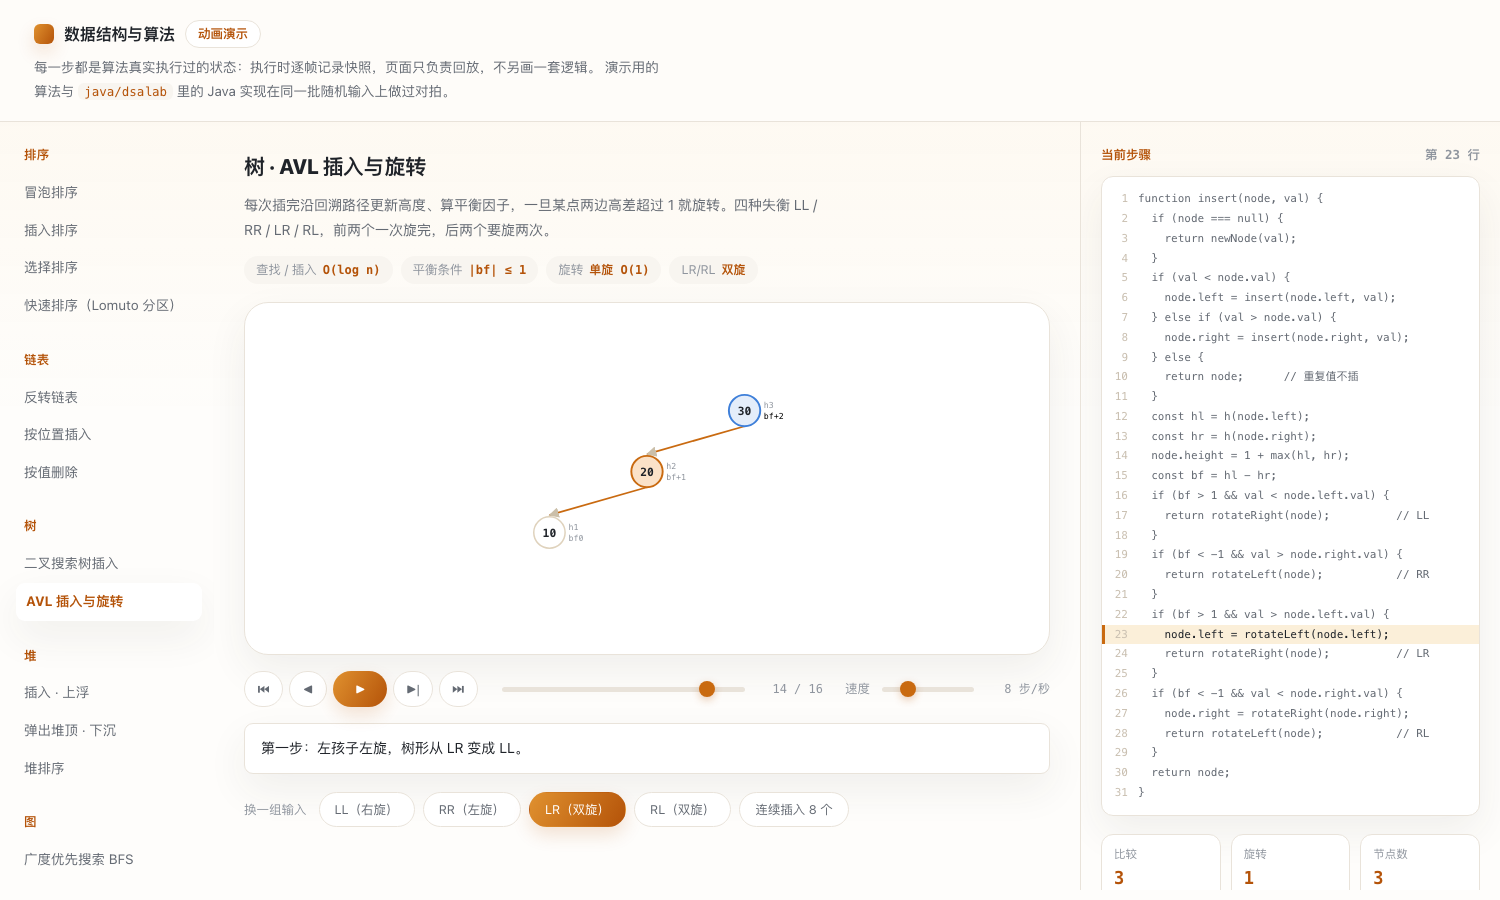 数据结构与算法 动画演示
每一步都是算法真实执行过的状态：执行时逐帧记录快照，页面只负责回放，不另画一套逻辑。 演示用的
算法与 java/dsalab 里的 Java 实现在同一批随机输入上做过对拍。
排序
冒泡排序
插入排序
选择排序
快速排序（Lomuto 分区）
链表
反转链表
按位置插入
按值删除
树
二叉搜索树插入
AVL 插入与旋转
堆
插入 · 上浮
弹出堆顶 · 下沉
堆排序
图
广度优先搜索 BFS
树 · AVL 插入与旋转
每次插完沿回溯路径更新高度、算平衡因子，一旦某点两边高差超过 1 就旋转。四种失衡 LL /
RR / LR / RL，前两个一次旋完，后两个要旋两次。
查找 / 插入 O(log n) 平衡条件 |bf| ≤ 1 旋转 单旋 O(1) LR/RL 双旋
30 h3
bf+2
20 h2
bf+1
10 h1
bf0
14 / 16 速度 8 步/秒
第一步：左孩子左旋，树形从 LR 变成 LL。
换一组输入 LL（右旋） RR（左旋） LR（双旋） RL（双旋） 连续插入 8 个
当前步骤 第 23 行
1 function insert(node, val) {
2 if (node === null) {
3 return newNode(val);
4 }
5 if (val < node.val) {
6 node.left = insert(node.left, val);
7 } else if (val > node.val) {
8 node.right = insert(node.right, val);
9 } else {
10 return node; // 重复值不插
11 }
12 const hl = h(node.left);
13 const hr = h(node.right);
14 node.height = 1 + max(hl, hr);
15 const bf = hl − hr;
16 if (bf > 1 && val < node.left.val) {
17 return rotateRight(node); // LL
18 }
19 if (bf < −1 && val > node.right.val) {
20 return rotateLeft(node); // RR
21 }
22 if (bf > 1 && val > node.left.val) {
23 node.left = rotateLeft(node.left);
24 return rotateRight(node); // LR
25 }
26 if (bf < −1 && val < node.right.val) {
27 node.right = rotateRight(node.right);
28 return rotateLeft(node); // RL
29 }
30 return node;
31 }
比较 旋转 节点数
3 1 3